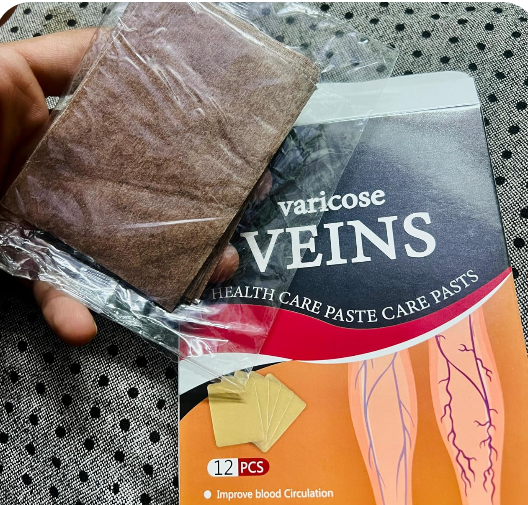 varicose
VEINS
HEALTH CARE PASTE CARE PASTS
12 PCS
Improve blood Circulation